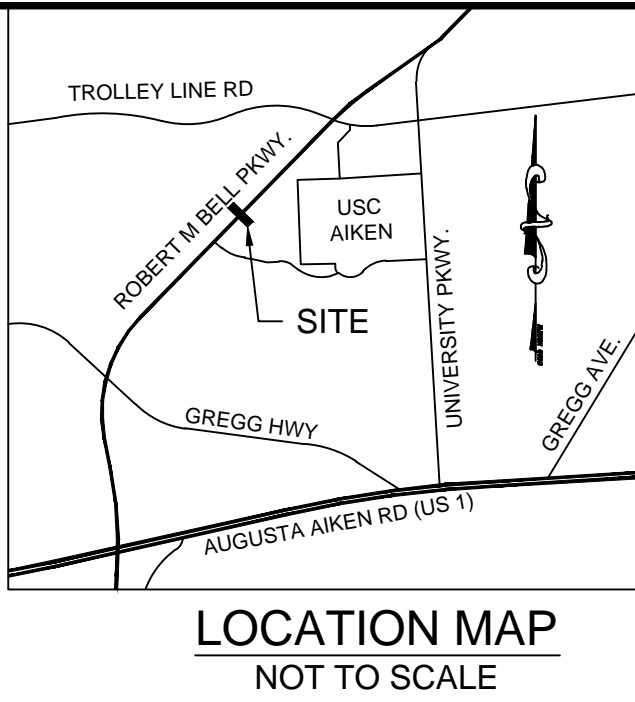 TROLLEY LINE RD
ROBERT M BELL PKWY.
USC
AIKEN
UNIVERSITY PKWY.
SITE
GREGG AVE.
GREGG HWY
AUGUSTA AIKEN RD (US 1)
LOCATION MAP
NOT TO SCALE